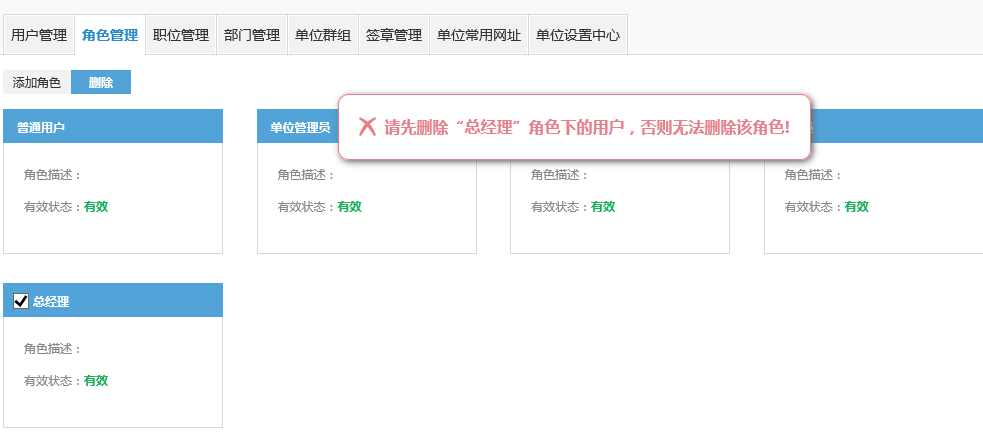 用户管理 角色管理 职位管理 部门管理 单位群组 签章管理 单位常用网址 单位设置中心
添加角色 删除
普通用户 单位管理员
请先删除“总经理”角色下的用户，否则无法删除该角色!
角色描述： 角色描述： 角色描述： 角色描述：
有效状态：有效 有效状态：有效 有效状态：有效 有效状态：有效
总经理
角色描述：
有效状态：有效